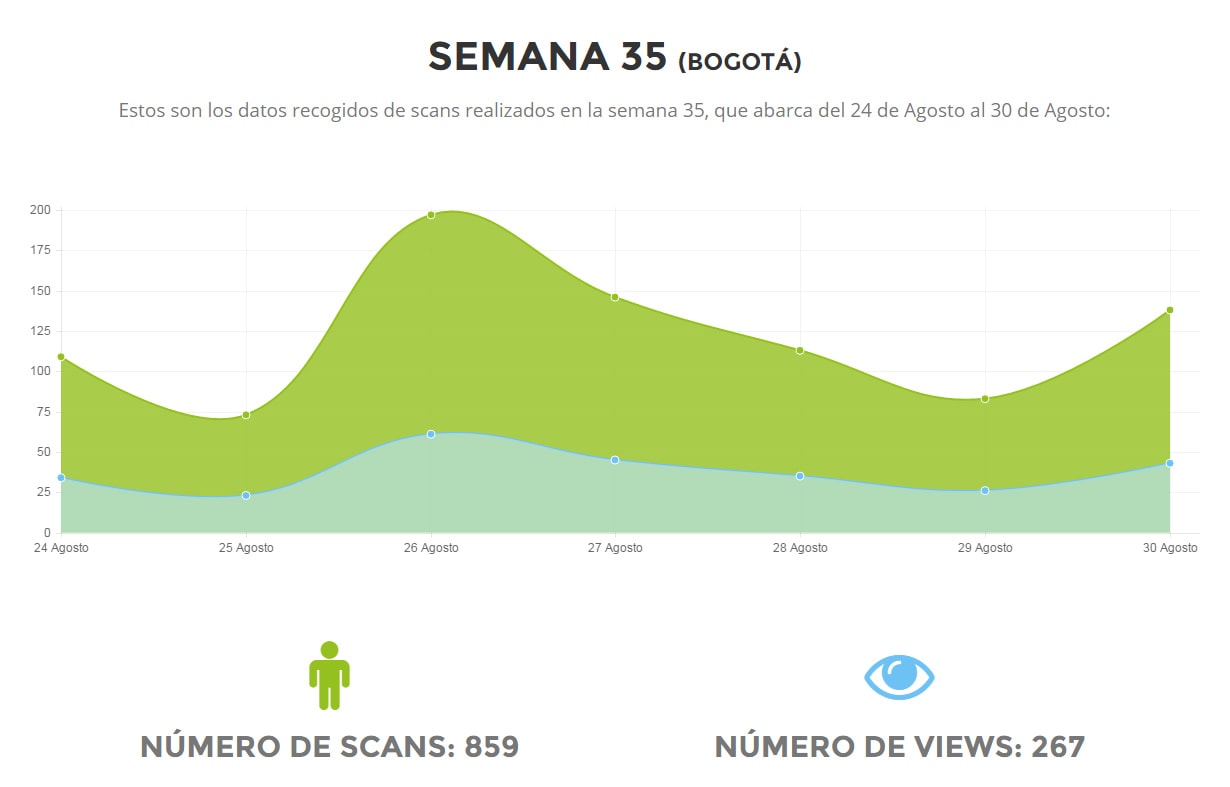 SEMANA 35 (BOGOTÁ)
Estos son los datos recogidos de scans realizados en la semana 35, que abarca del 24 de Agosto al 30 de Agosto:
200
175
150
125
100
75
50
25
0
24 Agosto 25 Agosto 26 Agosto 27 Agosto 28 Agosto 29 Agosto 30 Agosto
NÚMERO DE SCANS: 859 NÚMERO DE VIEWS: 267